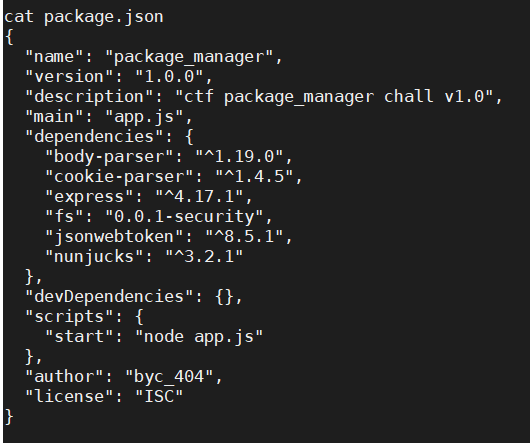 cat package.json
{
  "name": "package_manager",
  "version": "1.0.0",
  "description": "ctf package_manager chall v1.0",
  "main": "app.js",
  "dependencies": {
    "body-parser": "^1.19.0",
    "cookie-parser": "^1.4.5",
    "express": "^4.17.1",
    "fs": "0.0.1-security",
    "jsonwebtoken": "^8.5.1",
    "nunjucks": "^3.2.1"
  },
  "devDependencies": {},
  "scripts": {
    "start": "node app.js"
  },
  "author": "byc_404",
  "license": "ISC"
}